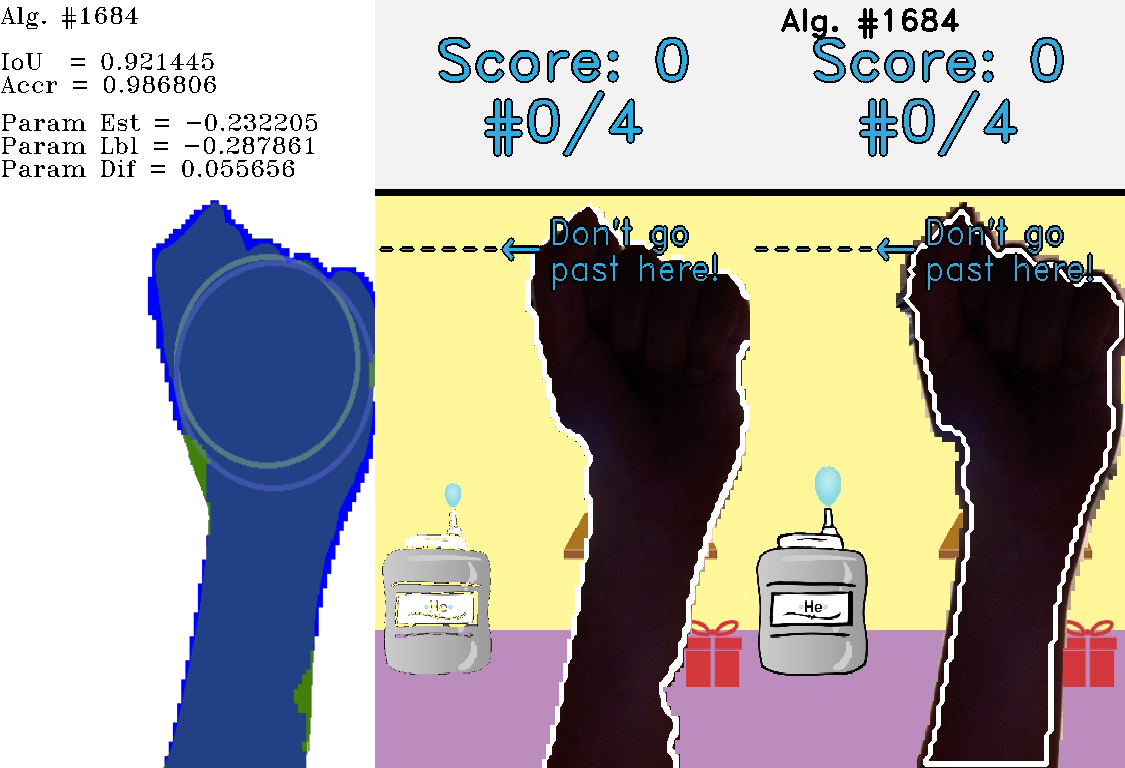 Alg. #1684
IoU = 0.921445
Accr = 0.986806
Param Est = -0.232205
Param Lbl = -0.287861
Param Dif = 0.055656
Score: 0
#0/4
Don't go
past here!
He
Alg. #1684
Score: 0
#0/4
Don't go
past here!
He